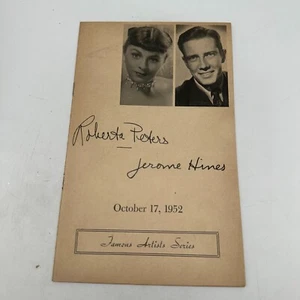 Roberta Peters
Jerome Hines
October 17, 1952
Famous Artists Series